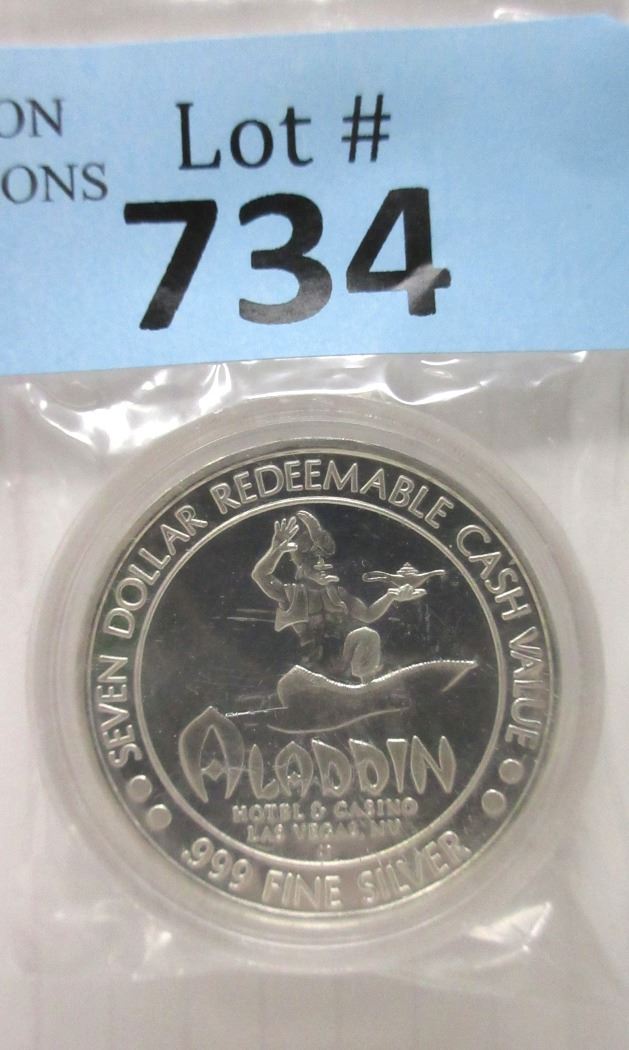 ON
ONS
Lot #
734
SEVEN DOLLAR REDEEMABLE CASH VALUE
ALADDIN
HOTEL & CASINO
LAS VEGAS, NV
.999 FINE SILVER